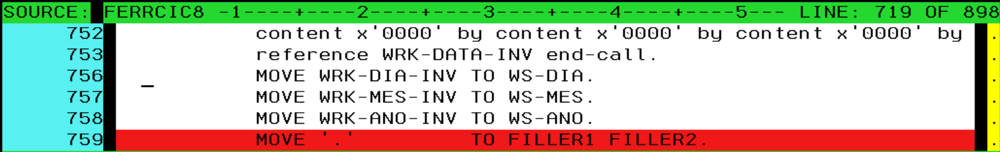 SOURCE: FERRCIC8 -1----+----2----+----3----+----4----+----5--- LINE: 719 OF 898
752 content x'0000' by content x'0000' by content x'0000' by .
753 reference WRK-DATA-INV end-call. .
756 _ MOVE WRK-DIA-INV TO WS-DIA. .
757 MOVE WRK-MES-INV TO WS-MES. .
758 MOVE WRK-ANO-INV TO WS-ANO. .
759 MOVE '.' TO FILLER1 FILLER2. .